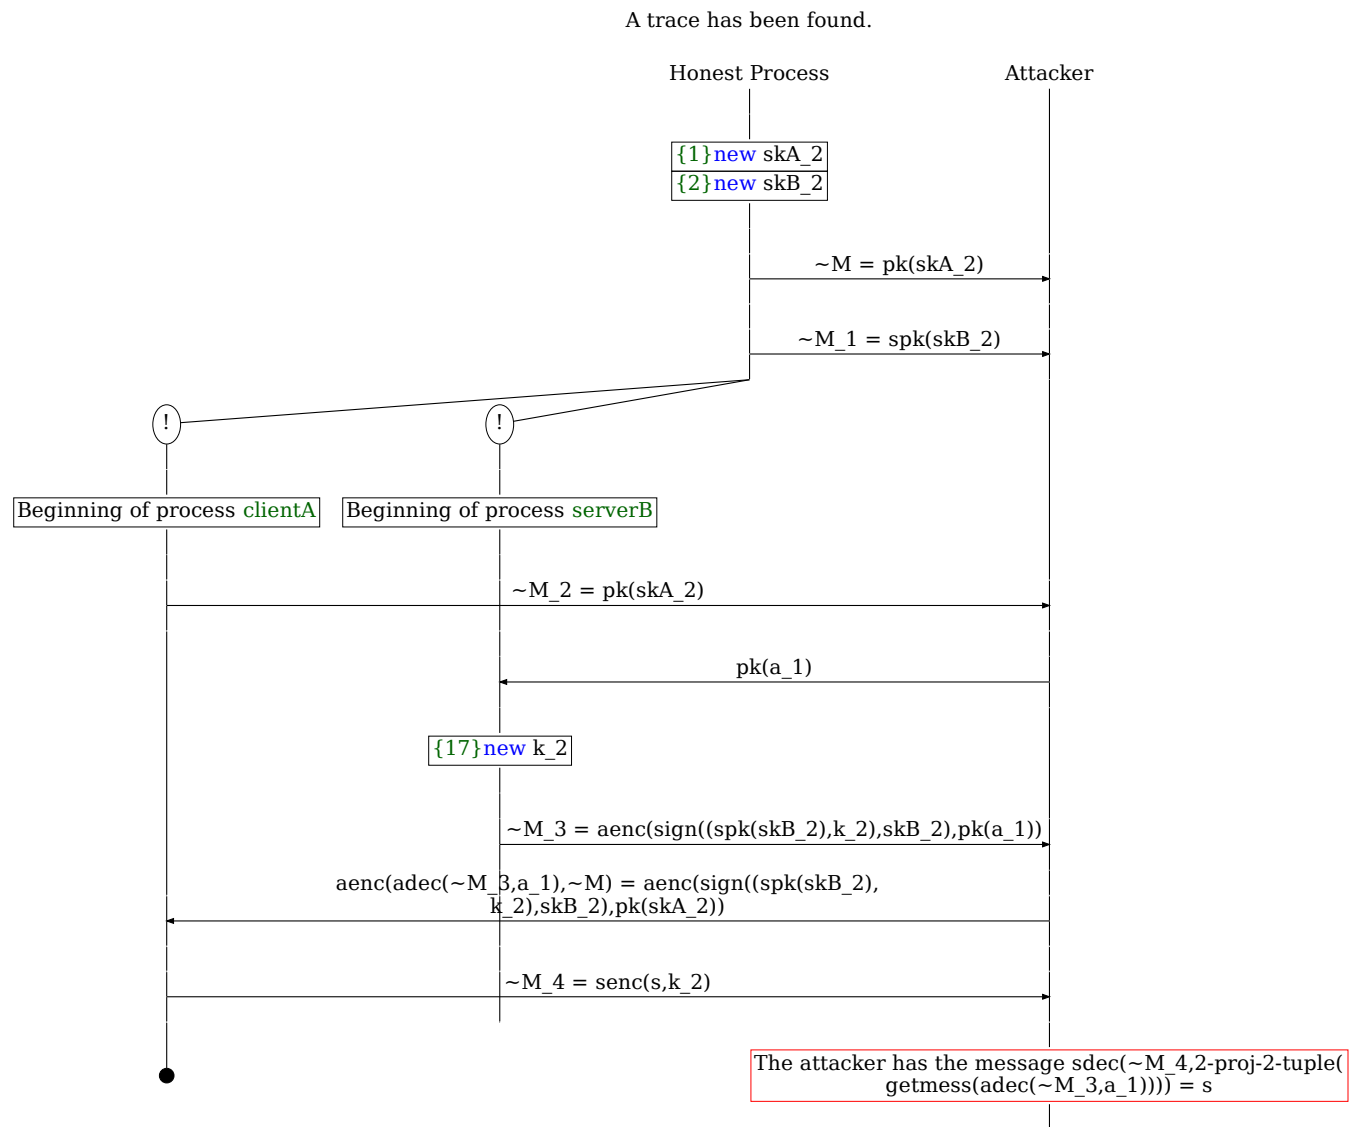 A trace has been found.
Honest Process
Attacker
{1}new skA_2
{2}new skB_2
~M = pk(skA_2)
~M_1 = spk(skB_2)
!
!
Beginning of process clientA
Beginning of process serverB
~M_2 = pk(skA_2)
pk(a_1)
{17}new k_2
~M_3 = aenc(sign((spk(skB_2),k_2),skB_2),pk(a_1))
aenc(adec(~M_3,a_1),~M) = aenc(sign((spk(skB_2),
k_2),skB_2),pk(skA_2))
~M_4 = senc(s,k_2)
The attacker has the message sdec(~M_4,2-proj-2-tuple(
getmess(adec(~M_3,a_1)))) = s